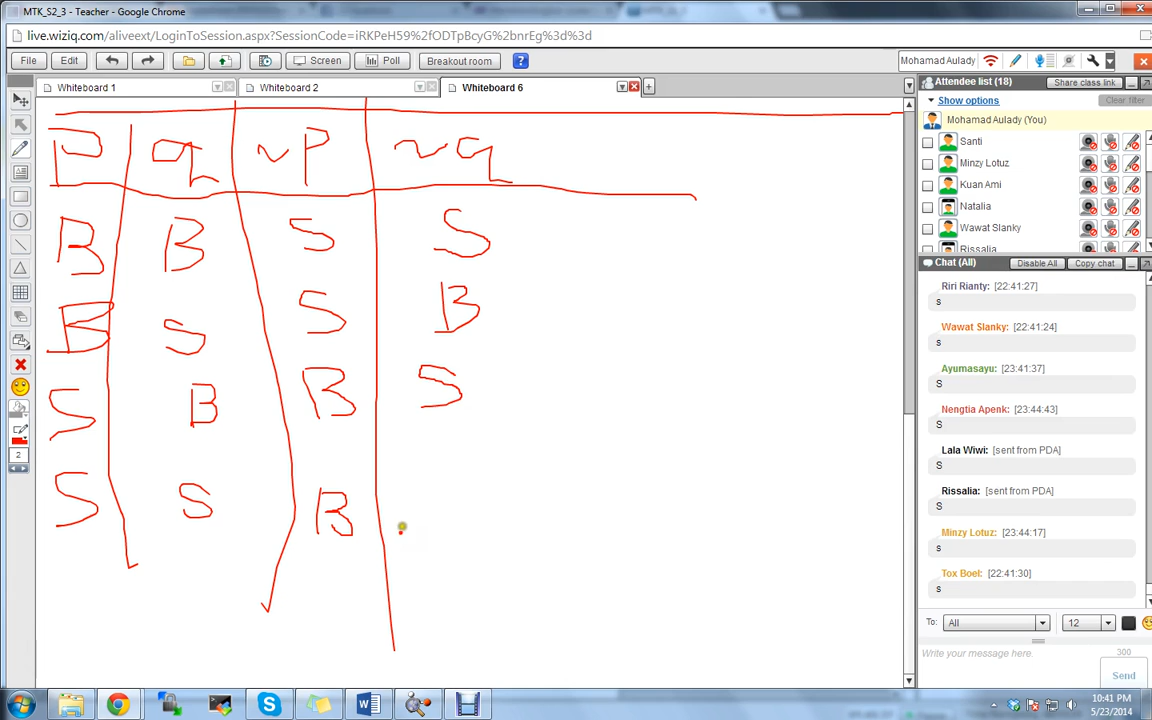 MTK_S2_3 - Teacher - Google Chrome
live.wiziq.com/aliveext/LoginToSession.aspx?SessionCode=iRKPeH59%2fODTpBcyG%2bnrEg%3d%3d
File Edit Screen Poll Breakout room ? Mohamad Aulady
Whiteboard 1 Whiteboard 2 Whiteboard 6
P q ~P ~q
B B S S
B S S B
S B B S
S S B
2
Attendee list (18) Share class link
Show options Clear filter
Mohamad Aulady (You)
Santi
Minzy Lotuz
Kuan Ami
Natalia
Wawat Slanky
Rissalia
Chat (All) Disable All Copy chat
Riri Rianty [22:41:27]
s
Wawat Slanky [22:41:24]
s
Ayumasayu: [23:41:37]
S
Nengtia Apenk: [23:44:43]
S
Lala Wiwi: [sent from PDA]
S
Rissalia: [sent from PDA]
S
Minzy Lotuz [23:44:17]
s
Tox Boel: [22:41:30]
s
To: All 12
Write your message here. 300
Send
10:41 PM
5/23/2014